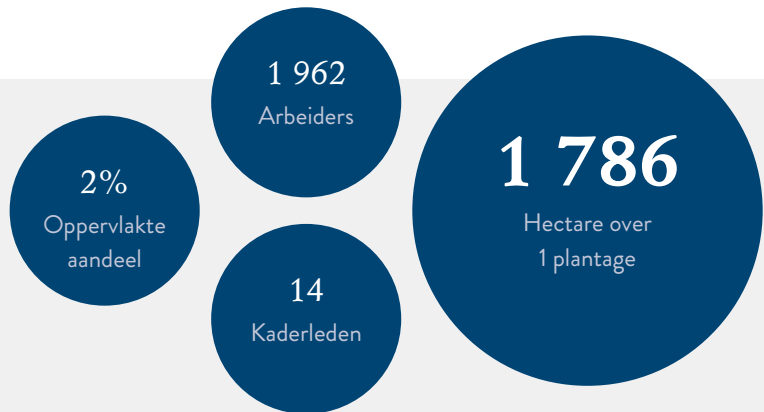 2%
Oppervlakte
aandeel
1 962
Arbeiders
14
Kaderleden
1 786
Hectare over
1 plantage